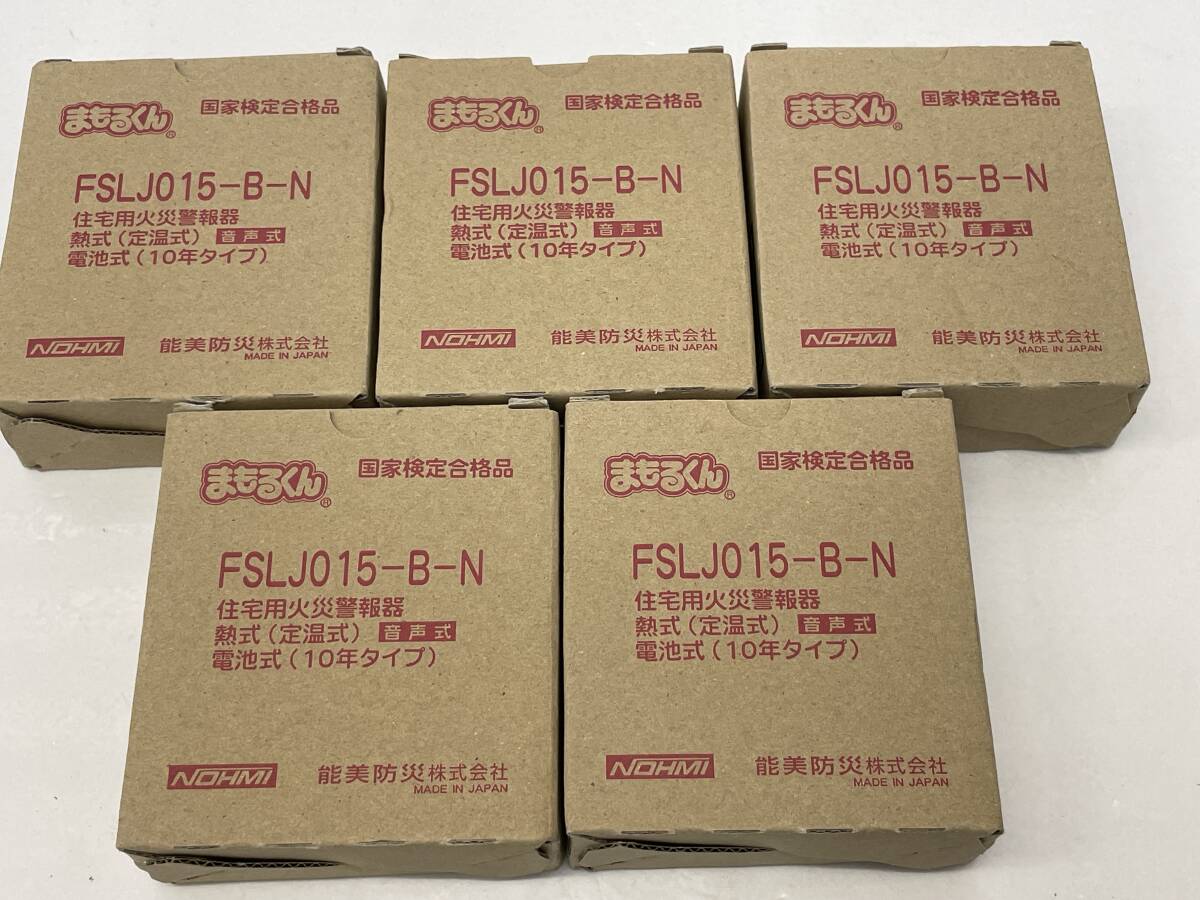 まもるくん®
国家検定合格品
FSLJ015-B-N
住宅用火災警報器
熱式(定温式) 音声式
電池式(10年タイプ)
NOHMI 能美防災株式会社
MADE IN JAPAN
まもるくん®
国家検定合格品
FSLJ015-B-N
住宅用火災警報器
熱式(定温式) 音声式
電池式(10年タイプ)
NOHMI 能美防災株式会社
MADE IN JAPAN
まもるくん®
国家検定合格品
FSLJ015-B-N
住宅用火災警報器
熱式(定温式) 音声式
電池式(10年タイプ)
NOHMI 能美防災株式会社
MADE IN JAPAN
まもるくん®
国家検定合格品
FSLJ015-B-N
住宅用火災警報器
熱式(定温式) 音声式
電池式(10年タイプ)
NOHMI 能美防災株式会社
MADE IN JAPAN
まもるくん®
国家検定合格品
FSLJ015-B-N
住宅用火災警報器
熱式(定温式) 音声式
電池式(10年タイプ)
NOHMI 能美防災株式会社
MADE IN JAPAN